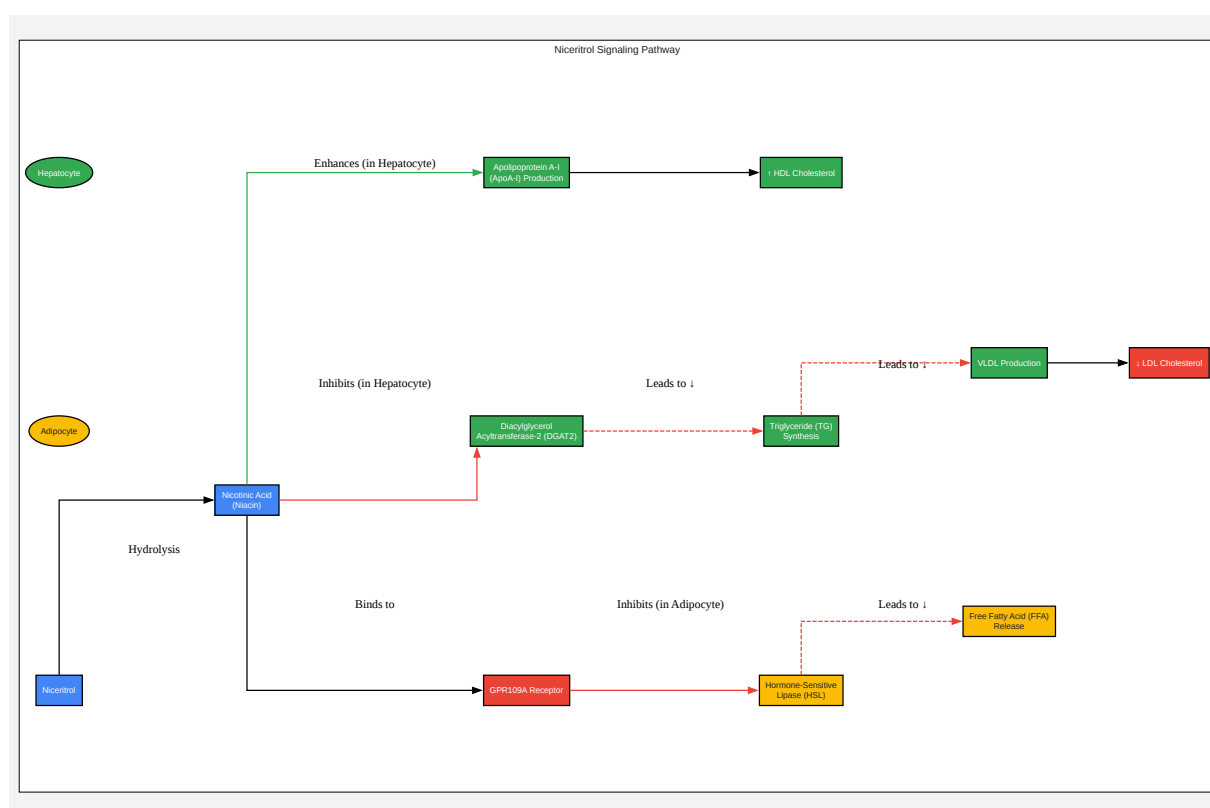 Niceritrol Signaling Pathway
Enhances (in Hepatocyte)
Hepatocyte
Apolipoprotein A-I
(ApoA-I) Production
↑ HDL Cholesterol
Leads to ↓
VLDL Production
↓ LDL Cholesterol
Inhibits (in Hepatocyte)
Leads to ↓
Adipocyte
Diacylglycerol
Acyltransferase-2 (DGAT2)
Triglyceride (TG)
Synthesis
Nicotinic Acid
(Niacin)
Hydrolysis
Binds to
Inhibits (in Adipocyte)
Leads to ↓
Free Fatty Acid (FFA)
Release
Niceritrol
GPR109A Receptor
Hormone-Sensitive
Lipase (HSL)